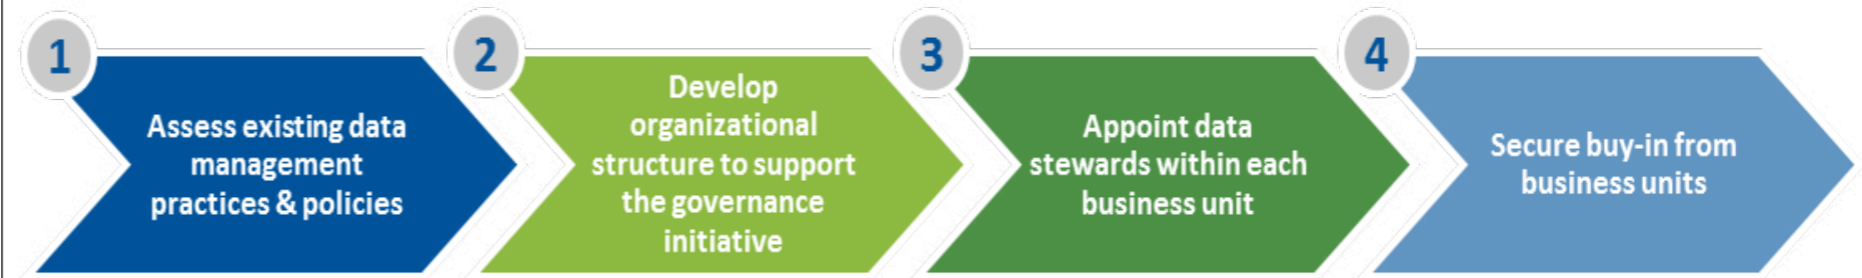 1
Assess existing data
management
practices & policies
2
Develop
organizational
structure to support
the governance
initiative
3
Appoint data
stewards within each
business unit
4
Secure buy-in from
business units